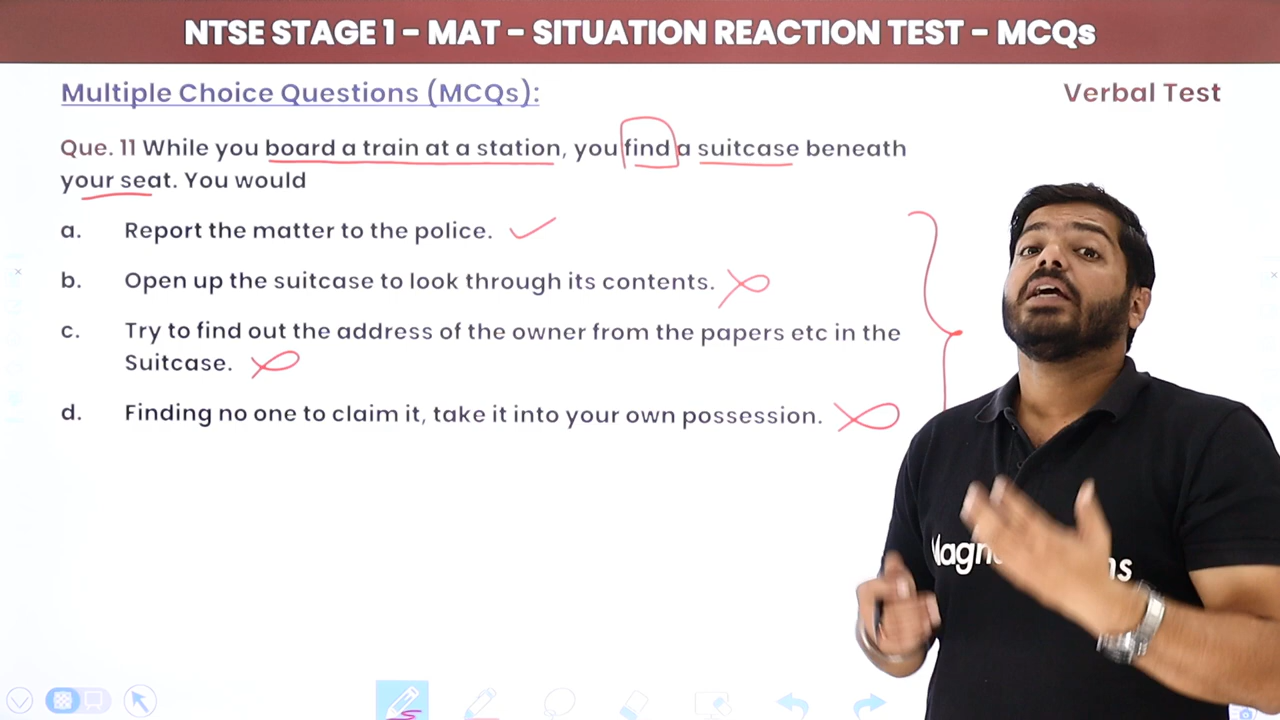 NTSE STAGE 1 – MAT – SITUATION REACTION TEST – MCQs
Multiple Choice Questions (MCQs):
Verbal Test
Que. 11 While you board a train at a station, you find a suitcase beneath
your seat. You would
a. Report the matter to the police.
b. Open up the suitcase to look through its contents.
c. Try to find out the address of the owner from the papers etc in the
Suitcase.
d. Finding no one to claim it, take it into your own possession.